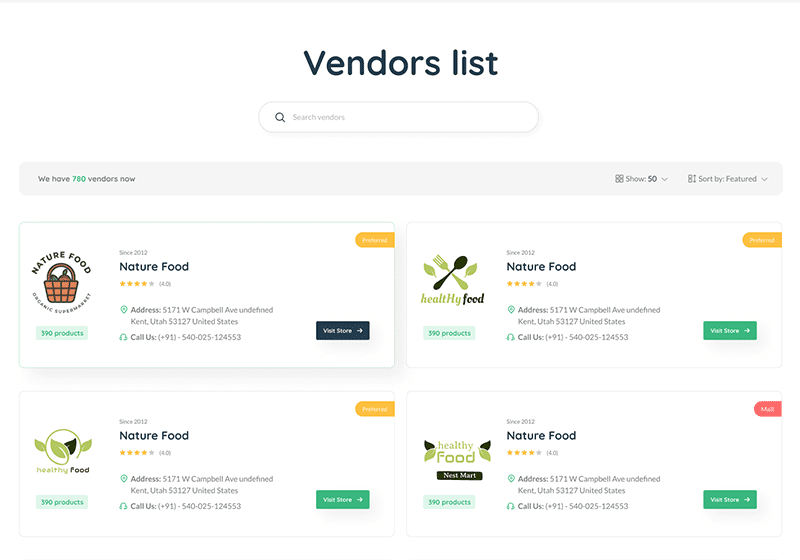 Vendors list
Search vendors
We have 780 vendors now
Show: 50
Sort by: Featured
Preferred
NATURE FOOD
ORGANIC SUPERMARKET
390 products
Since 2012
Nature Food
(4.0)
Address: 5171 W Campbell Ave undefined
Kent, Utah 53127 United States
Call Us: (+91) - 540-025-124553
Visit Store
Preferred
healtHy food
390 products
Since 2012
Nature Food
(4.0)
Address: 5171 W Campbell Ave undefined
Kent, Utah 53127 United States
Call Us: (+91) - 540-025-124553
Visit Store
Preferred
healthy Food
390 products
Since 2012
Nature Food
(4.0)
Address: 5171 W Campbell Ave undefined
Kent, Utah 53127 United States
Call Us: (+91) - 540-025-124553
Visit Store
Mall
healthy
Food
Nest Mart
390 products
Since 2012
Nature Food
(4.0)
Address: 5171 W Campbell Ave undefined
Kent, Utah 53127 United States
Call Us: (+91) - 540-025-124553
Visit Store